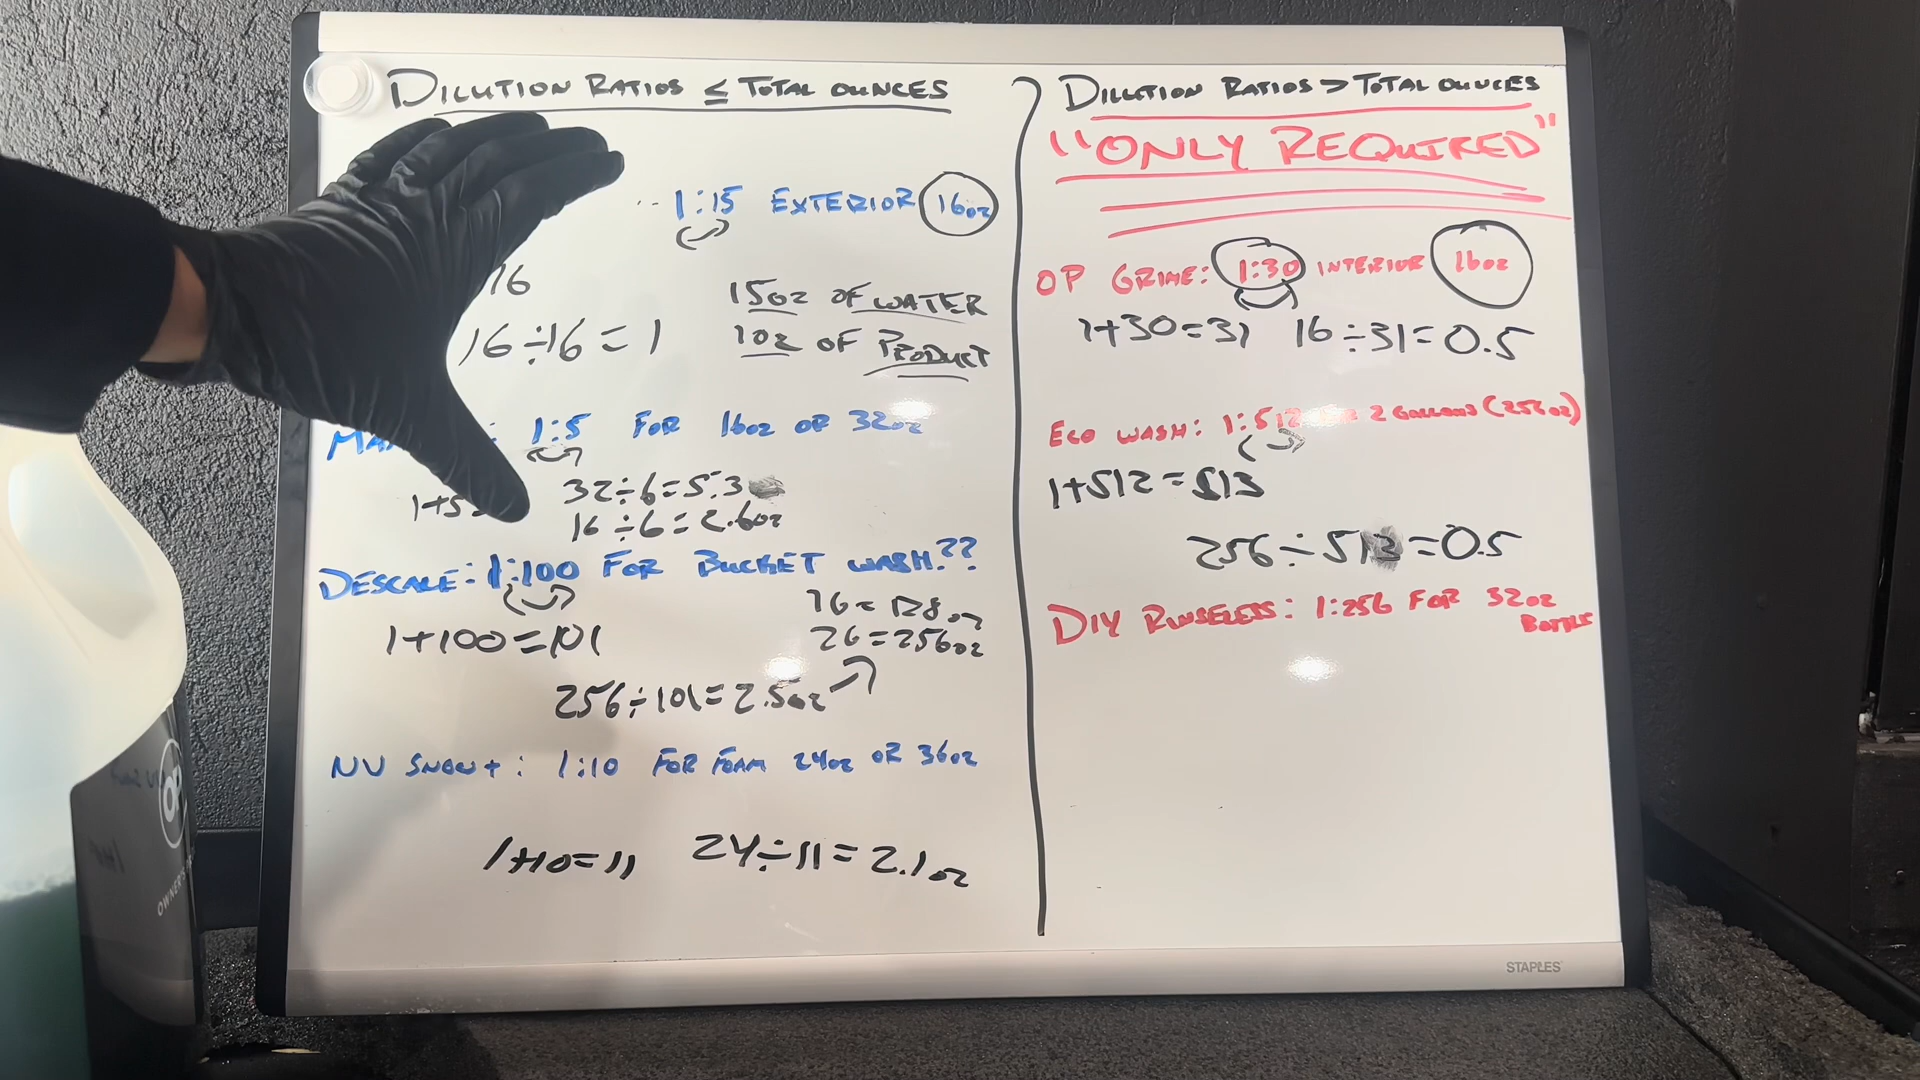 DILUTION RATIOS ≤ TOTAL OUNCES
1:15 EXTERIOR 16oz
16
16÷16=1
15oz OF WATER
1oz OF PRODUCT
1:5 FOR 16oz OR 32oz
1+5
32÷6=5.3
16÷6=2.6oz
DESCALE: 1:100 FOR BUCKET WASH??
1+100=101
1G=128oz
2G=256oz
256÷101=2.5oz
NV SNOW+: 1:10 FOR FOAM 24oz OR 36oz
1+10=11 24÷11=2.1oz
DILUTION RATIOS > TOTAL OUNCES
"ONLY REQUIRED"
OP GRIME: 1:30 INTERIOR 16oz
1+30=31 16÷31=0.5
ECO WASH: 1:512 2 GALLONS (256oz)
1+512=513
256÷513=0.5
DIY RINSELESS: 1:256 FOR 32oz
BOTTLE
STAPLES